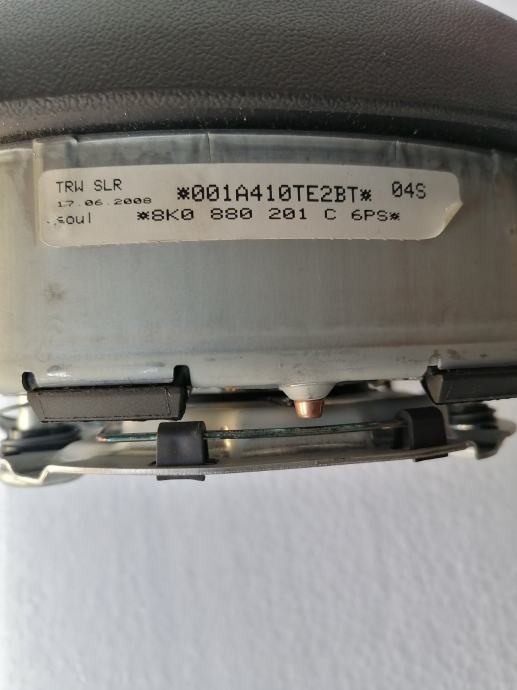 TRW SLR
*001A410TE2BT* 04S
17.06.2008
soul *8K0 880 201 C 6PS*